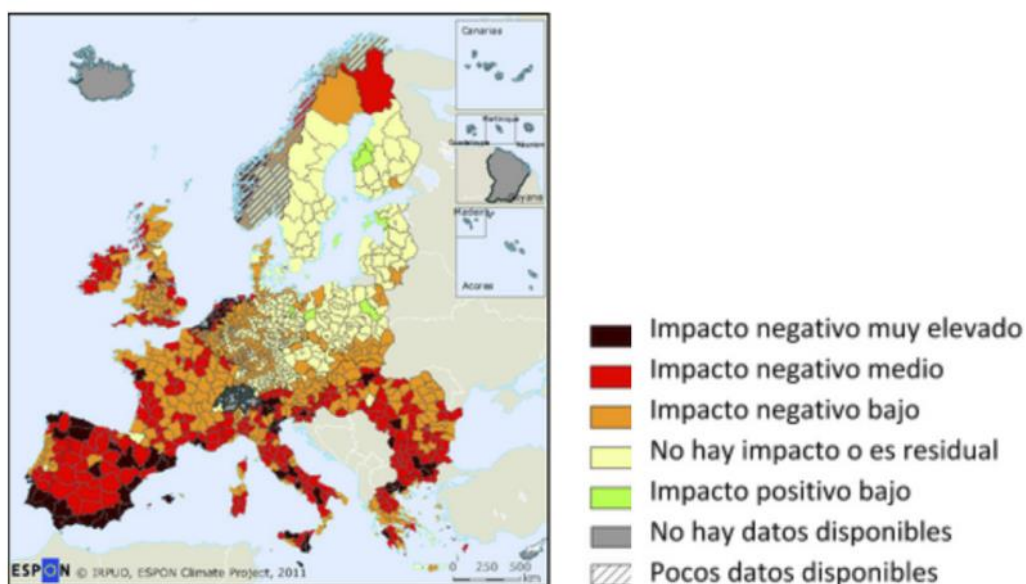 Canarias
Martinique
Guadeloupe
Réunion
Guyane
Madeira
Acores
Impacto negativo muy elevado
Impacto negativo medio
Impacto negativo bajo
No hay impacto o es residual
Impacto positivo bajo
No hay datos disponibles
Pocos datos disponibles
ESPON © IRPUD, ESPON Climate Project, 2011
0 250 500
km